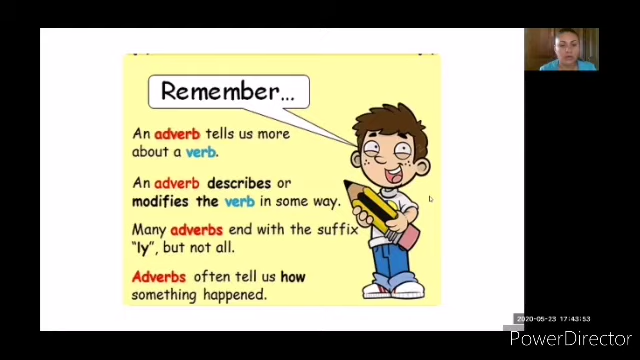 Remember...
An adverb tells us more
about a verb.
An adverb describes or
modifies the verb in some way.
Many adverbs end with the suffix
"ly", but not all.
Adverbs often tell us how
something happened.
2020-05-23 17:43:53
PowerDirector